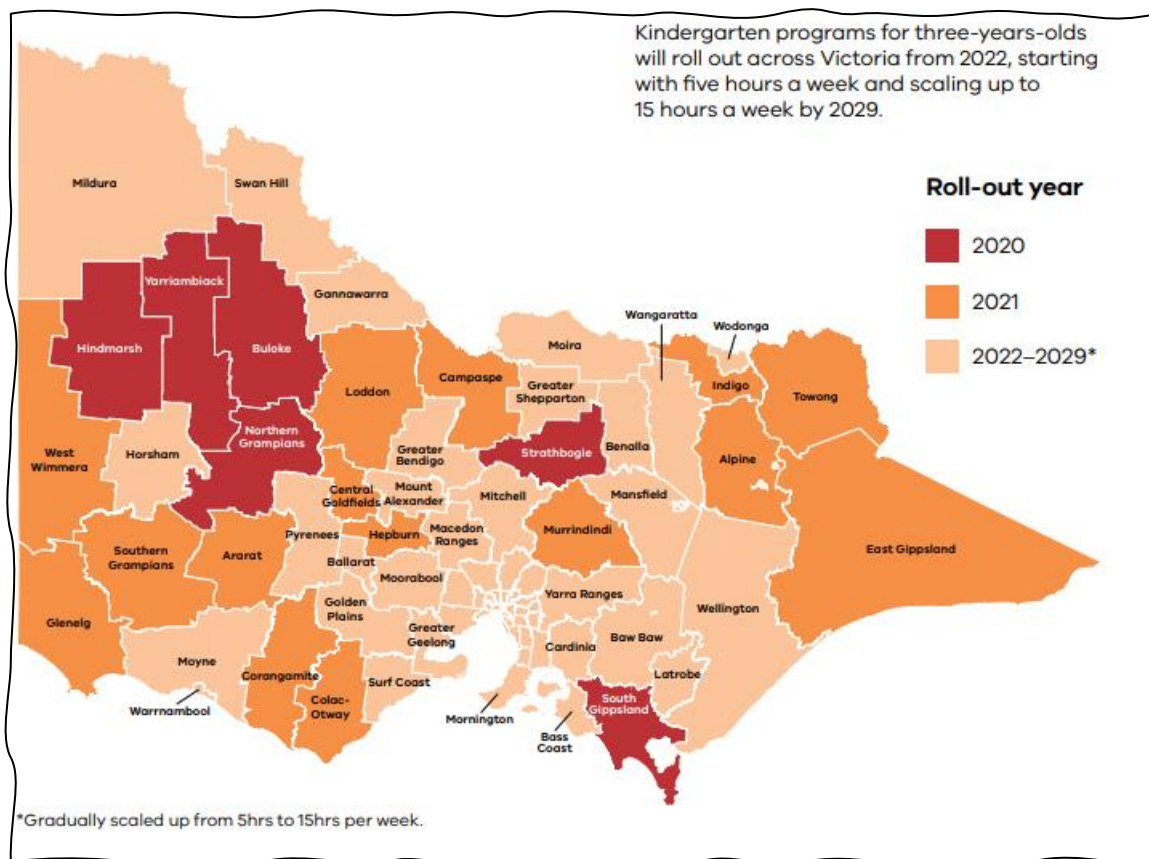 Kindergarten programs for three-years-olds
will roll out across Victoria from 2022, starting
with five hours a week and scaling up to
15 hours a week by 2029.
Roll-out year
2020
2021
2022–2029*
Mildura
Swan Hill
Yarriambiack
Gannawarra
Hindmarsh
Buloke
Wangaratta
Wodonga
Moira
Loddon
Campaspe
Greater
Shepparton
Indigo
Towong
Northern
Grampians
West
Wimmera
Horsham
Greater
Bendigo
Strathbogie
Benalla
Alpine
Central
Goldfields
Mount
Alexander
Mitchell
Mansfield
Pyrenees
Hepburn
Macedon
Ranges
Murrindindi
Southern
Grampians
Ararat
East Gippsland
Ballarat
Moorabool
Yarra Ranges
Glenelg
Golden
Plains
Greater
Geelong
Wellington
Cardinia
Baw Baw
Moyne
Corangamite
Surf Coast
Latrobe
Warrnambool
Colac-
Otway
Mornington
Bass
Coast
South
Gippsland
*Gradually scaled up from 5hrs to 15hrs per week.